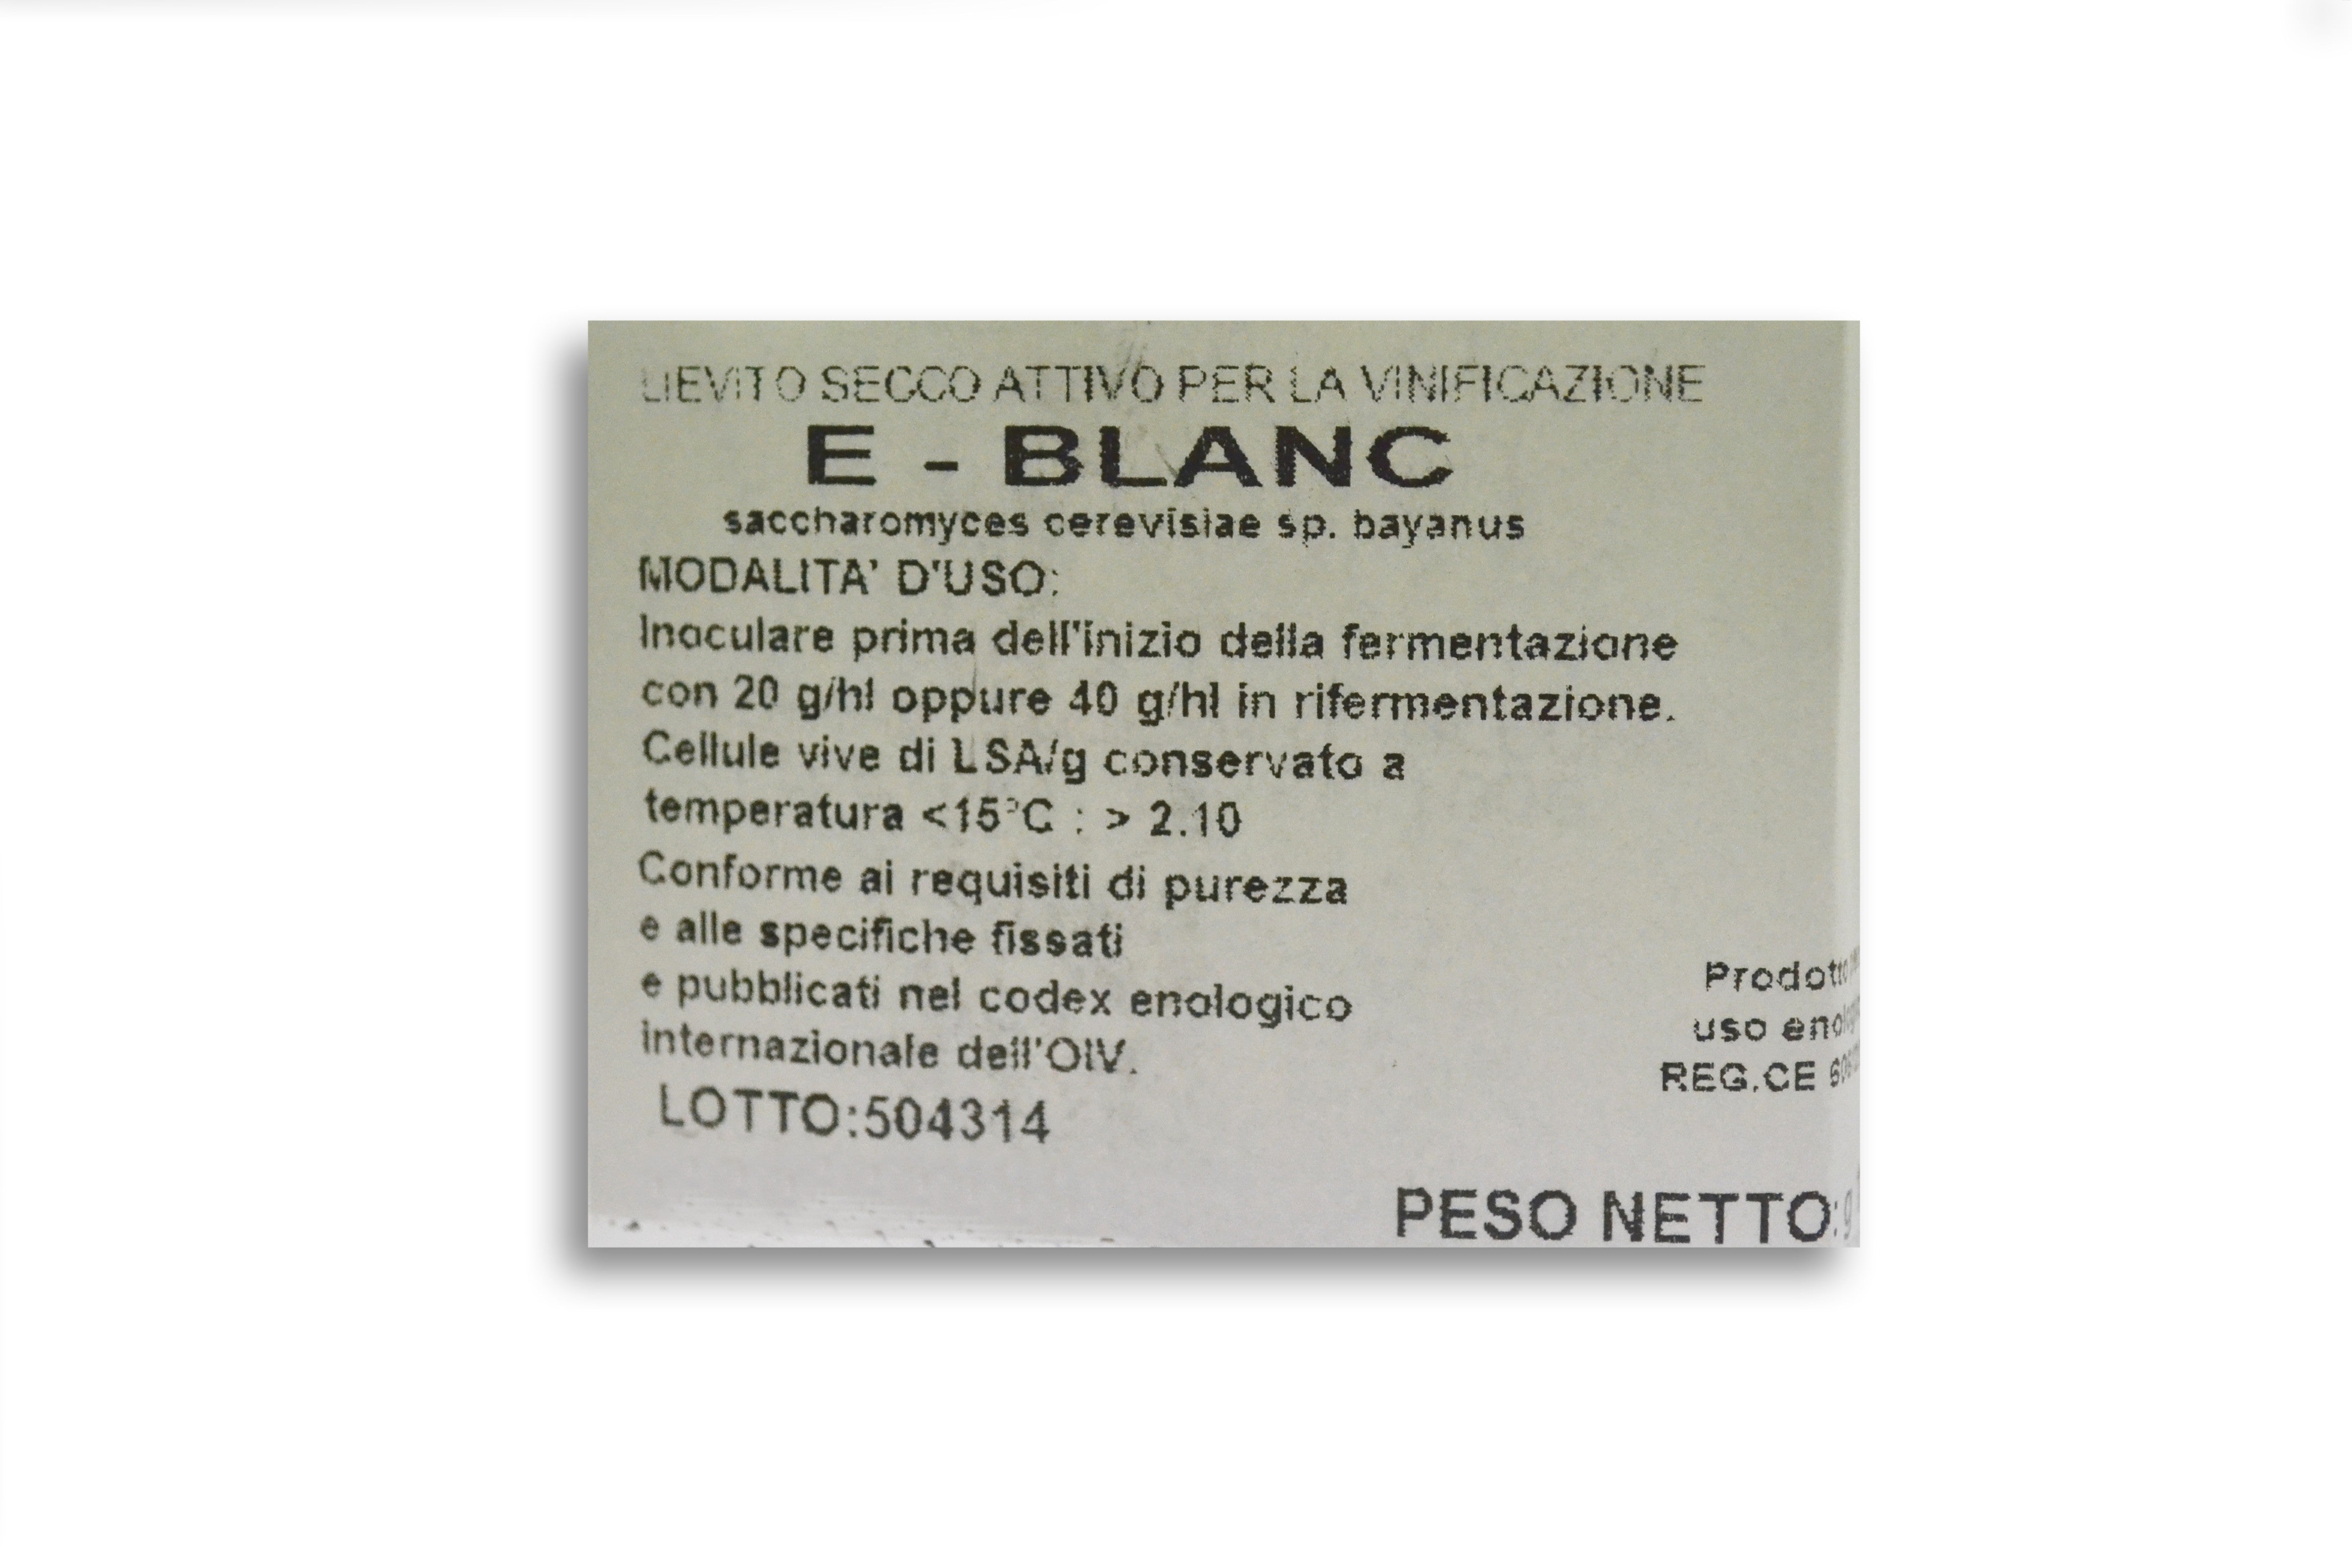 LIEVITO SECCO ATTIVO PER LA VINIFICAZIONE
E - BLANC
saccharomyces cerevisiae sp. bayanus
MODALITA' D'USO:
Inoculare prima dell'inizio della fermentazione
con 20 g/hl oppure 40 g/hl in rifermentazione.
Cellule vive di LSA/g conservato a
temperatura <15°C : > 2.10
Conforme ai requisiti di purezza
e alle specifiche fissati
e pubblicati nel codex enologico
internazionale dell'OIV.
LOTTO:504314
Prodotto
uso
REG.CE
PESO NETTO: